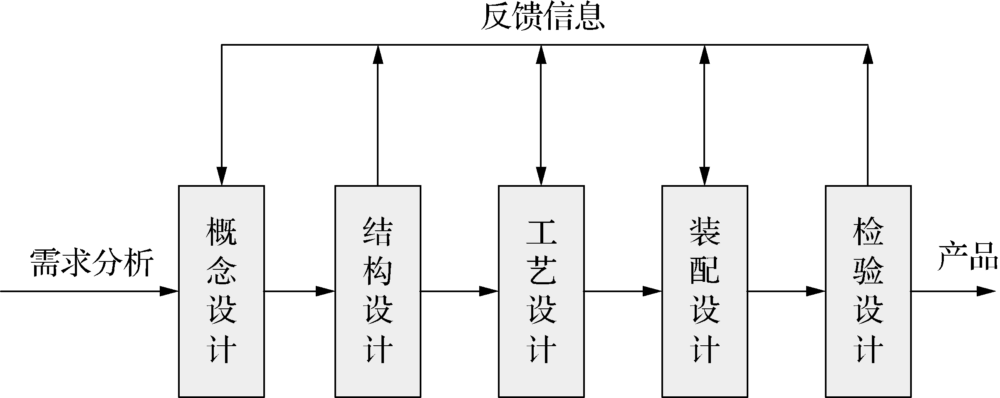 反馈信息
需求分析
概念设计
结构设计
工艺设计
装配设计
检验设计
产品